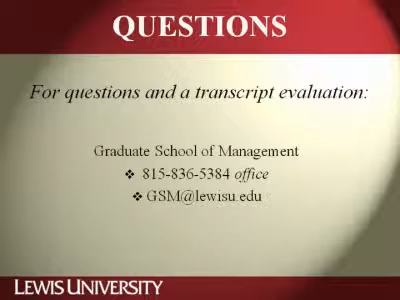 QUESTIONS
For questions and a transcript evaluation:
Graduate School of Management
❖ 815-836-5384 office
❖ GSM@lewisu.edu
LEWIS UNIVERSITY